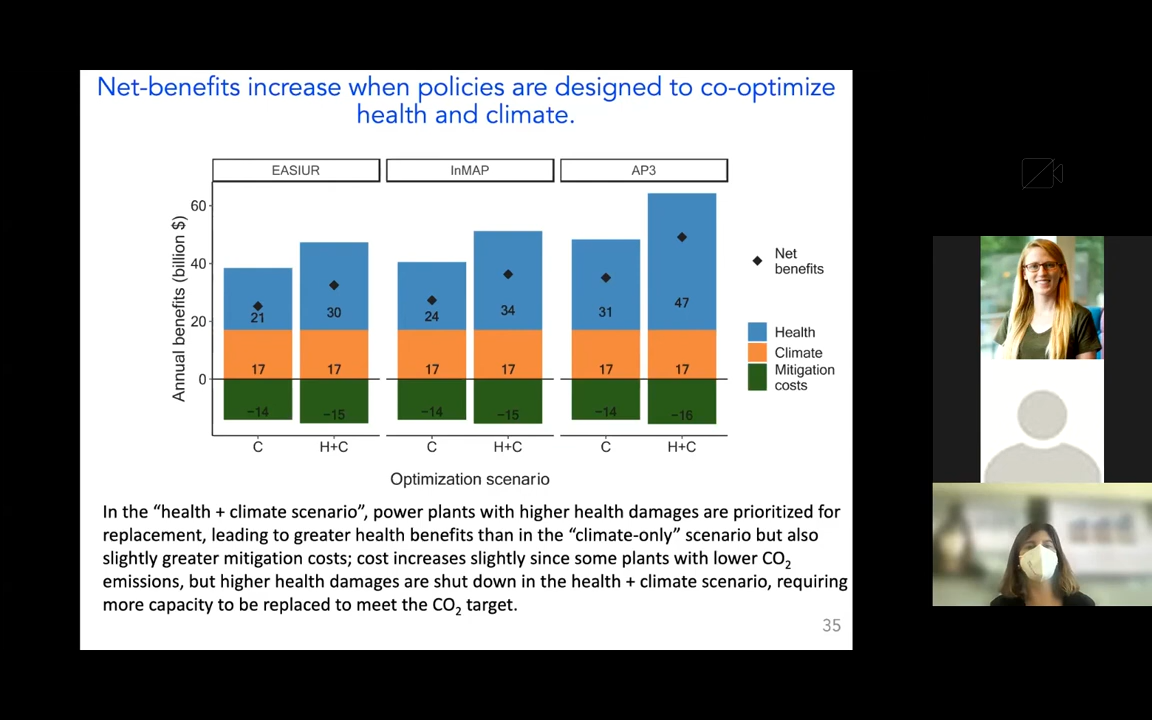 Net-benefits increase when policies are designed to co-optimize
health and climate.
EASIUR
InMAP
AP3
Annual benefits (billion $)
60
40
20
0
21
30
24
34
31
47
17
17
17
17
17
17
−14
−15
−14
−15
−14
−16
C
H+C
C
H+C
C
H+C
Optimization scenario
Net
benefits
Health
Climate
Mitigation
costs
In the “health + climate scenario”, power plants with higher health damages are prioritized for
replacement, leading to greater health benefits than in the “climate-only” scenario but also
slightly greater mitigation costs; cost increases slightly since some plants with lower CO₂
emissions, but higher health damages are shut down in the health + climate scenario, requiring
more capacity to be replaced to meet the CO₂ target.
35